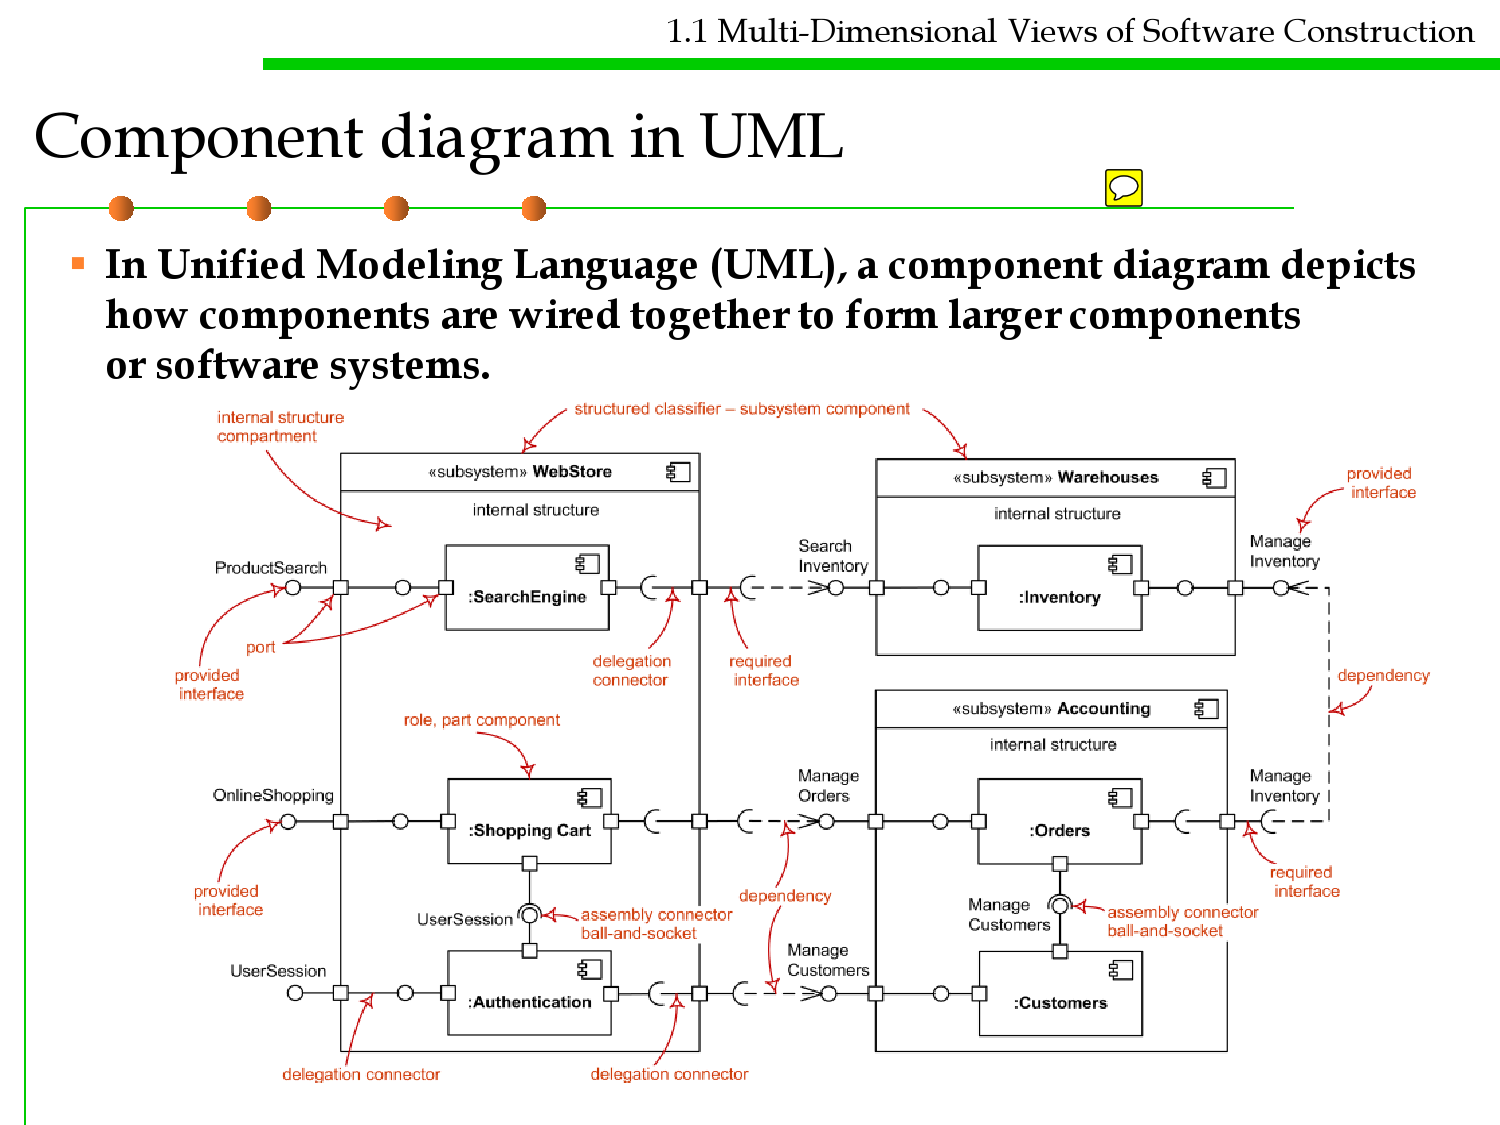 1.1 Multi-Dimensional Views of Software Construction
Component diagram in UML
In Unified Modeling Language (UML), a component diagram depicts
how components are wired together to form larger components
or software systems.
structured classifier – subsystem component
internal structure
compartment
«subsystem» WebStore
internal structure
«subsystem» Warehouses
internal structure
provided
interface
ProductSearch
:SearchEngine
Search
Inventory
:Inventory
Manage
Inventory
port
provided
interface
delegation
connector
required
interface
dependency
role, part component
«subsystem» Accounting
internal structure
OnlineShopping
:Shopping Cart
Manage
Orders
:Orders
Manage
Inventory
provided
interface
dependency
required
interface
UserSession
assembly connector
ball-and-socket
Manage
Customers
assembly connector
ball-and-socket
UserSession
:Authentication
Manage
Customers
:Customers
delegation connector
delegation connector